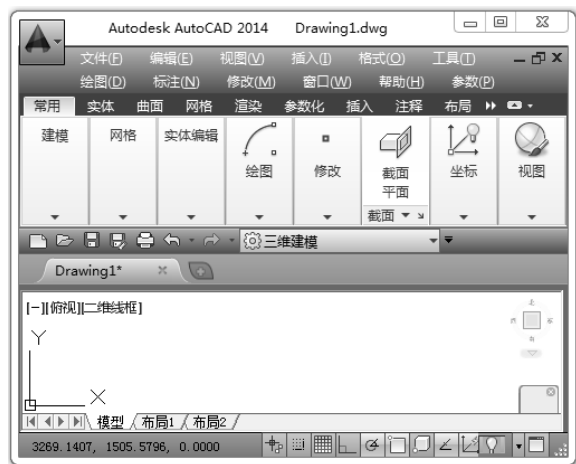 Autodesk AutoCAD 2014 Drawing1.dwg
文件(F) 编辑(E) 视图(V) 插入(I) 格式(O) 工具(T)
绘图(D) 标注(N) 修改(M) 窗口(W) 帮助(H) 参数(P)
常用 实体 曲面 网格 渲染 参数化 插入 注释 布局
建模 网格 实体编辑 绘图 修改 截面平面 坐标 视图
截面
三维建模
Drawing1*
[-][俯视][二维线框]
Y
X
模型 布局1 布局2
3269.1407, 1505.5796, 0.0000